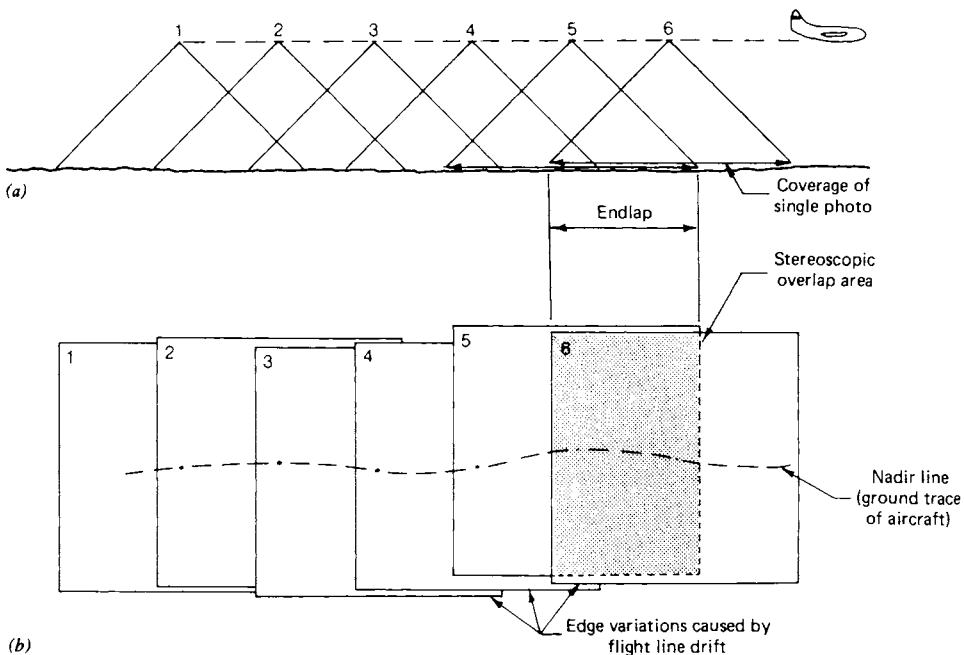 1 2 3 4 5 6
(a)
Coverage of
single photo
Endlap
Stereoscopic
overlap area
1 2 3 4 5 6
Nadir line
(ground trace
of aircraft)
Edge variations caused by
flight line drift
(b)